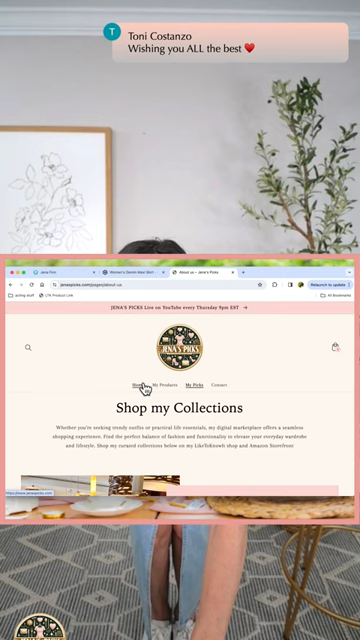 T
Toni Costanzo
Wishing you ALL the best ❤️
Jena Finn
Women's Denim Maxi Skirt
About us – Jena's Picks
jenaspicks.com/pages/about-us
Relaunch to update
acting stuff
LTK Product Link
All Bookmarks
JENA'S PICKS Live on YouTube every Thursday 9pm EST →
JENA'S PICKS
My Products
My Picks
Contact
Shop my Collections
Whether you're seeking trendy outfits or practical life essentials, my digital marketplace offers a seamless
shopping experience. Find the perfect balance of fashion and functionality to elevate your everyday wardrobe
and lifestyle. Shop my curated collections below on my LikeToKnowIt shop and Amazon Storefront
https://www.jenaspicks.com